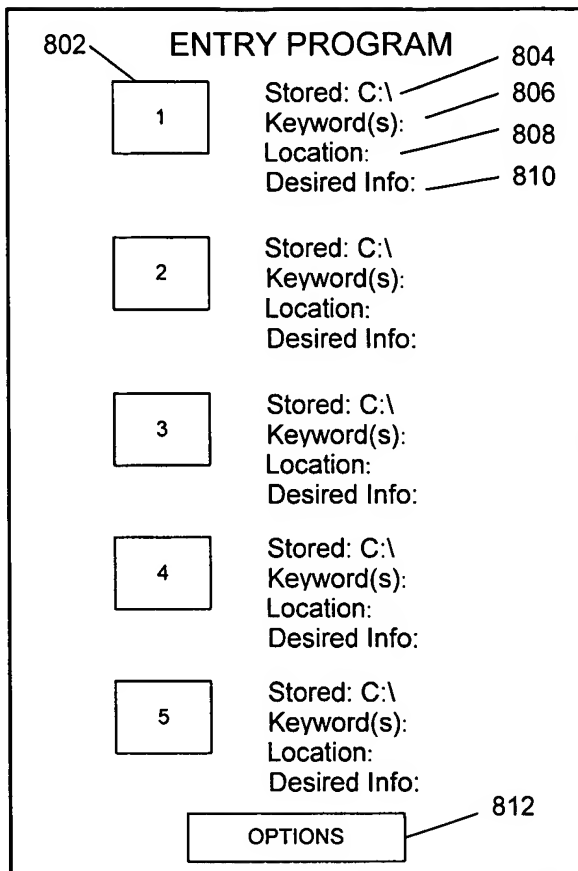 802 ENTRY PROGRAM
1 Stored: C:\ 804
Keyword(s): 806
Location: 808
Desired Info: 810
2 Stored: C:\
Keyword(s):
Location:
Desired Info:
3 Stored: C:\
Keyword(s):
Location:
Desired Info:
4 Stored: C:\
Keyword(s):
Location:
Desired Info:
5 Stored: C:\
Keyword(s):
Location:
Desired Info:
OPTIONS 812